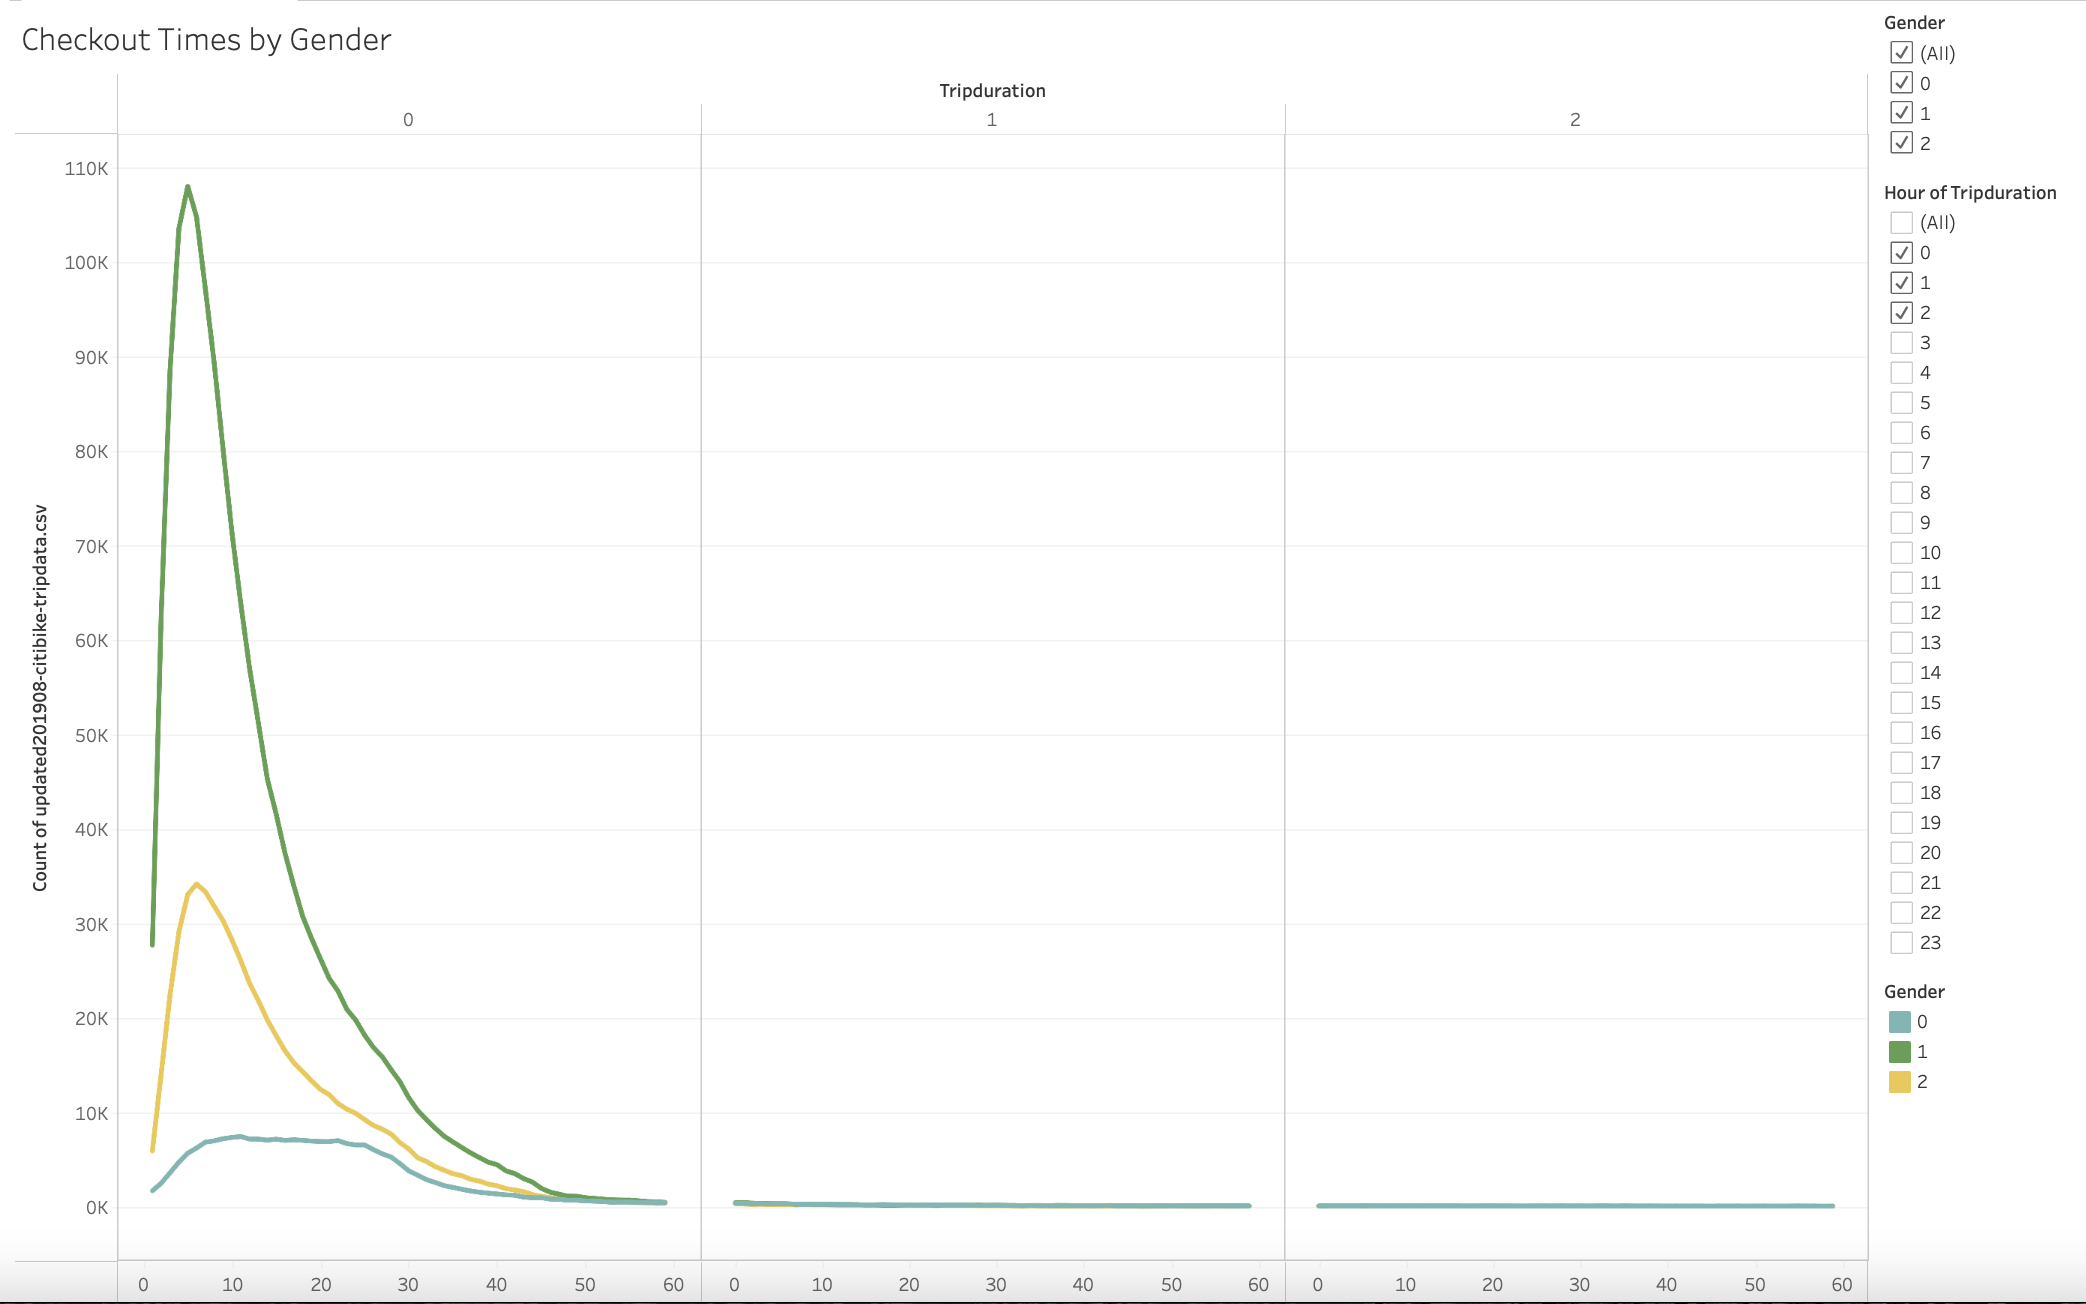 Checkout Times by Gender
Tripduration
0 1 2
Count of updated201908-citibike-tripdata.csv
110K
100K
90K
80K
70K
60K
50K
40K
30K
20K
10K
0K
0 10 20 30 40 50 60 0 10 20 30 40 50 60 0 10 20 30 40 50 60
Gender
(All)
0
1
2
Hour of Tripduration
(All)
0
1
2
3
4
5
6
7
8
9
10
11
12
13
14
15
16
17
18
19
20
21
22
23
Gender
0
1
2